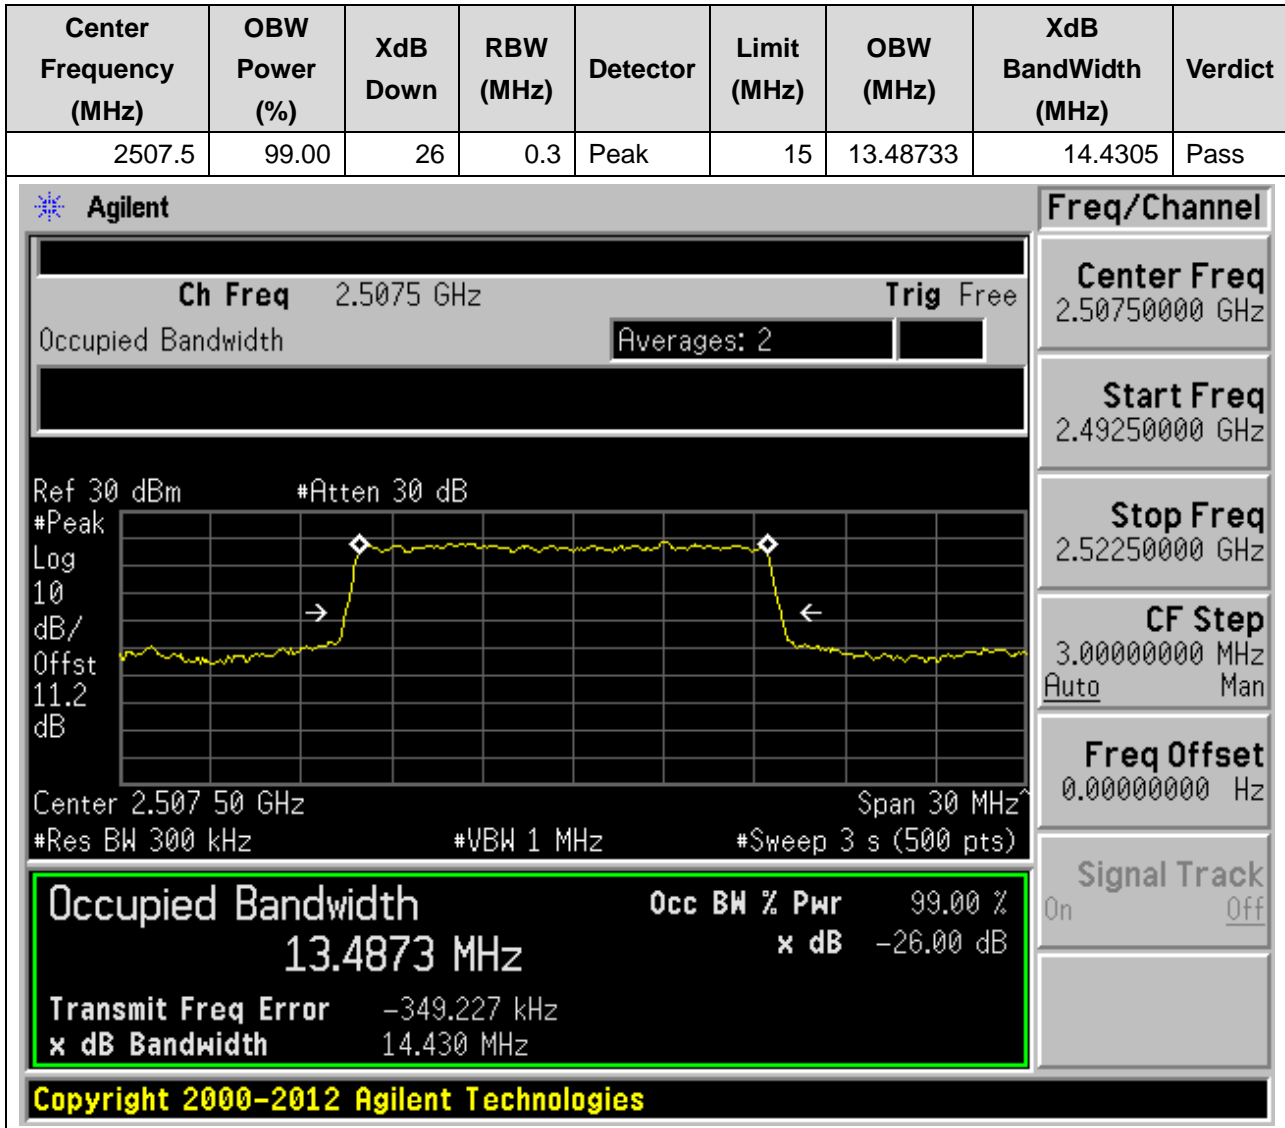 Center Frequency (MHz) OBW Power (%) XdB Down RBW (MHz) Detector Limit (MHz) OBW (MHz) XdB BandWidth (MHz) Verdict
2507.5 99.00 26 0.3 Peak 15 13.48733 14.4305 Pass
Agilent
Ch Freq 2.5075 GHz Trig Free
Occupied Bandwidth Averages: 2
Ref 30 dBm #Atten 30 dB
#Peak
Log
10
dB/
Offst
11.2
dB
Center 2.507 50 GHz Span 30 MHz^
#Res BW 300 kHz #VBW 1 MHz #Sweep 3 s (500 pts)
Occupied Bandwidth Occ BW % Pwr 99.00 %
13.4873 MHz x dB -26.00 dB
Transmit Freq Error -349.227 kHz
x dB Bandwidth 14.430 MHz
Copyright 2000-2012 Agilent Technologies
Freq/Channel
Center Freq
2.50750000 GHz
Start Freq
2.49250000 GHz
Stop Freq
2.52250000 GHz
CF Step
3.00000000 MHz
Auto Man
Freq Offset
0.00000000 Hz
Signal Track
On Off